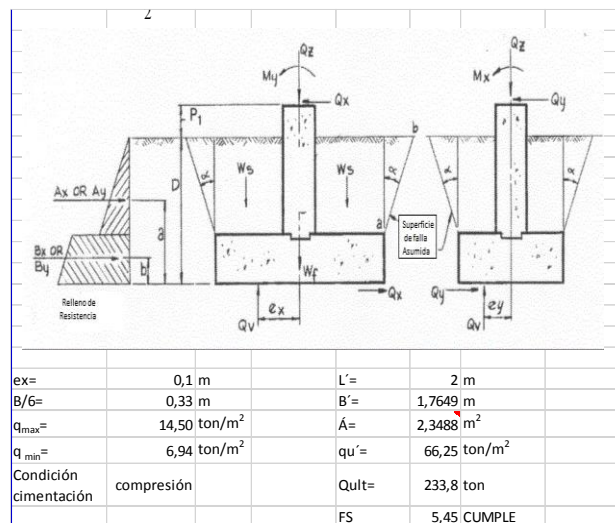 2
Qz
Qz
My
Mx
Qx
Qy
P1
b
α
α
α
α
D
Ws
Ws
Ax OR Ay
a
a
Superficie
de falla
Asumida
Bx OR
By
b
Wf
Relleno de
Resistencia
ex
Qx
Qy
ey
Qv
Qv
ex= 0,1 m L´= 2 m
B/6= 0,33 m B´= 1,7649 m
qmax= 14,50 ton/m2 Á= 2,3488 m2
q min= 6,94 ton/m2 qu´= 66,25 ton/m2
Condición
cimentación compresión Qult= 233,8 ton
FS 5,45 CUMPLE